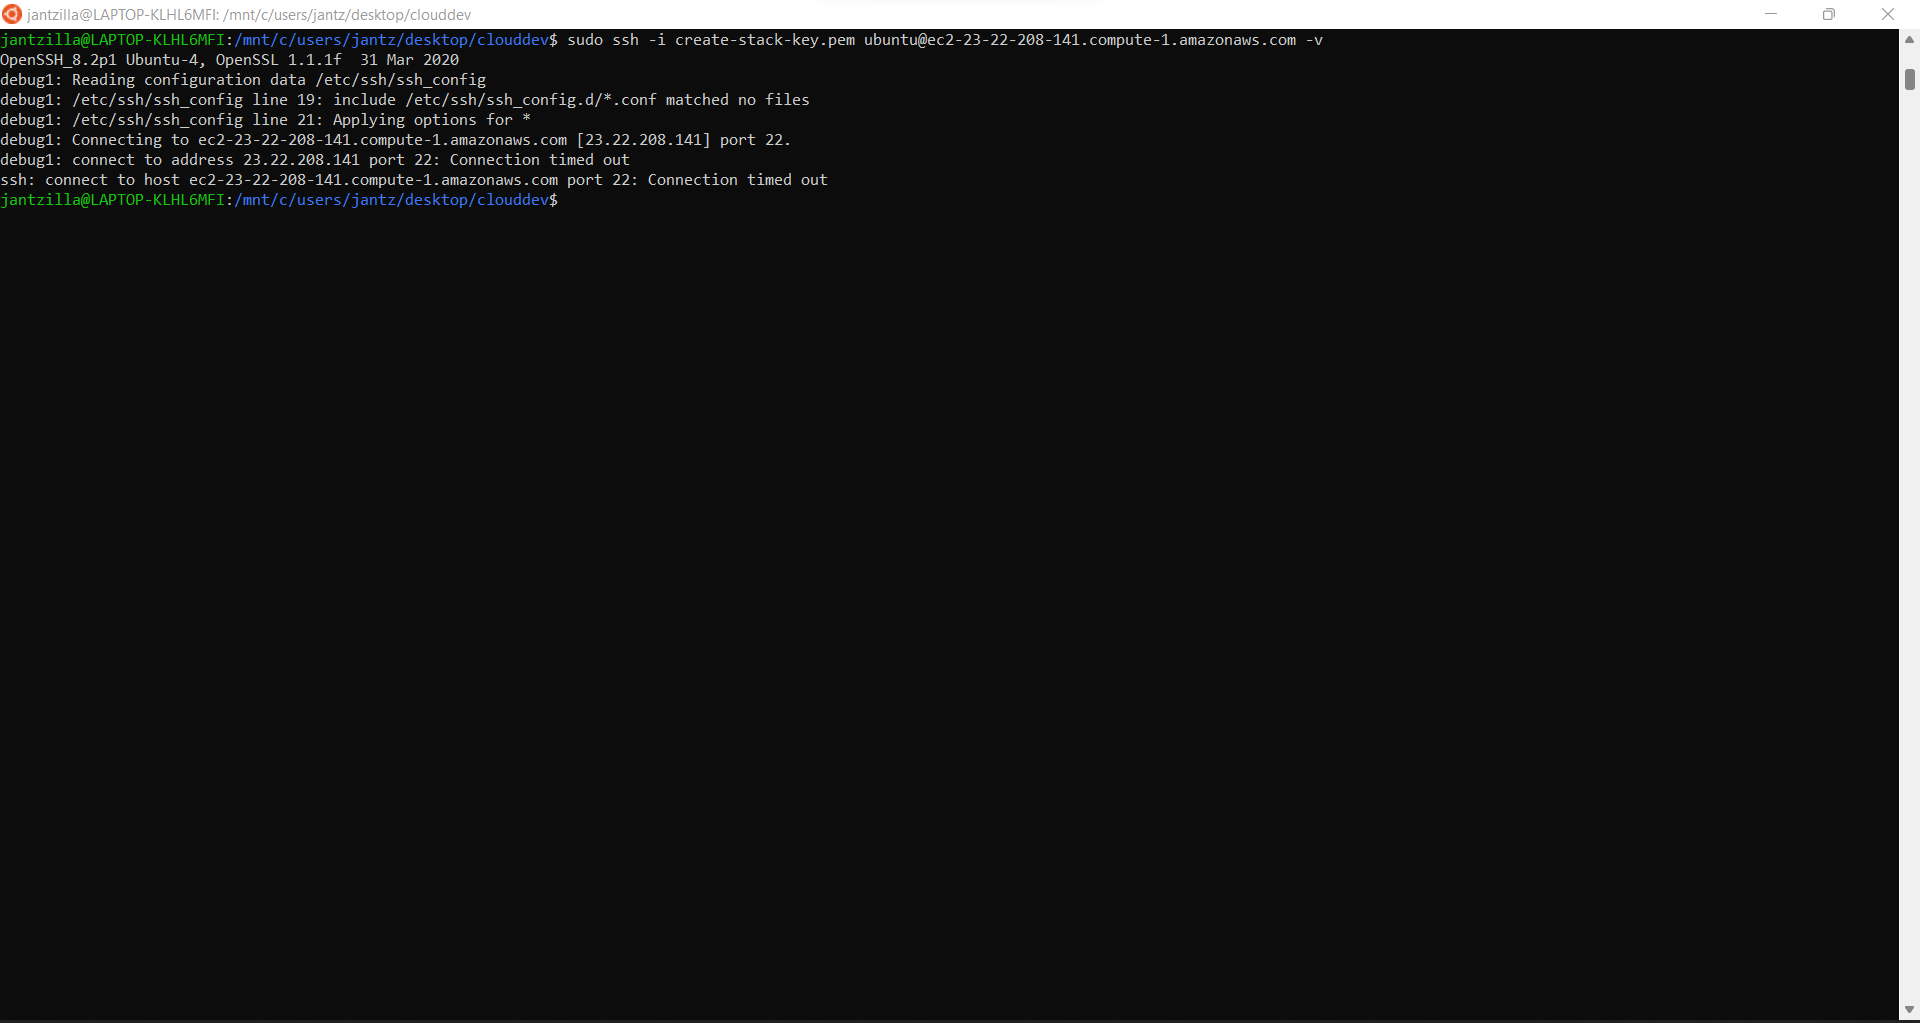 jantzilla@LAPTOP-KLHL6MFI: /mnt/c/users/jantz/desktop/clouddev
jantzilla@LAPTOP-KLHL6MFI:/mnt/c/users/jantz/desktop/clouddev$ sudo ssh -i create-stack-key.pem ubuntu@ec2-23-22-208-141.compute-1.amazonaws.com -v
OpenSSH_8.2p1 Ubuntu-4, OpenSSL 1.1.1f  31 Mar 2020
debug1: Reading configuration data /etc/ssh/ssh_config
debug1: /etc/ssh/ssh_config line 19: include /etc/ssh/ssh_config.d/*.conf matched no files
debug1: /etc/ssh/ssh_config line 21: Applying options for *
debug1: Connecting to ec2-23-22-208-141.compute-1.amazonaws.com [23.22.208.141] port 22.
debug1: connect to address 23.22.208.141 port 22: Connection timed out
ssh: connect to host ec2-23-22-208-141.compute-1.amazonaws.com port 22: Connection timed out
jantzilla@LAPTOP-KLHL6MFI:/mnt/c/users/jantz/desktop/clouddev$